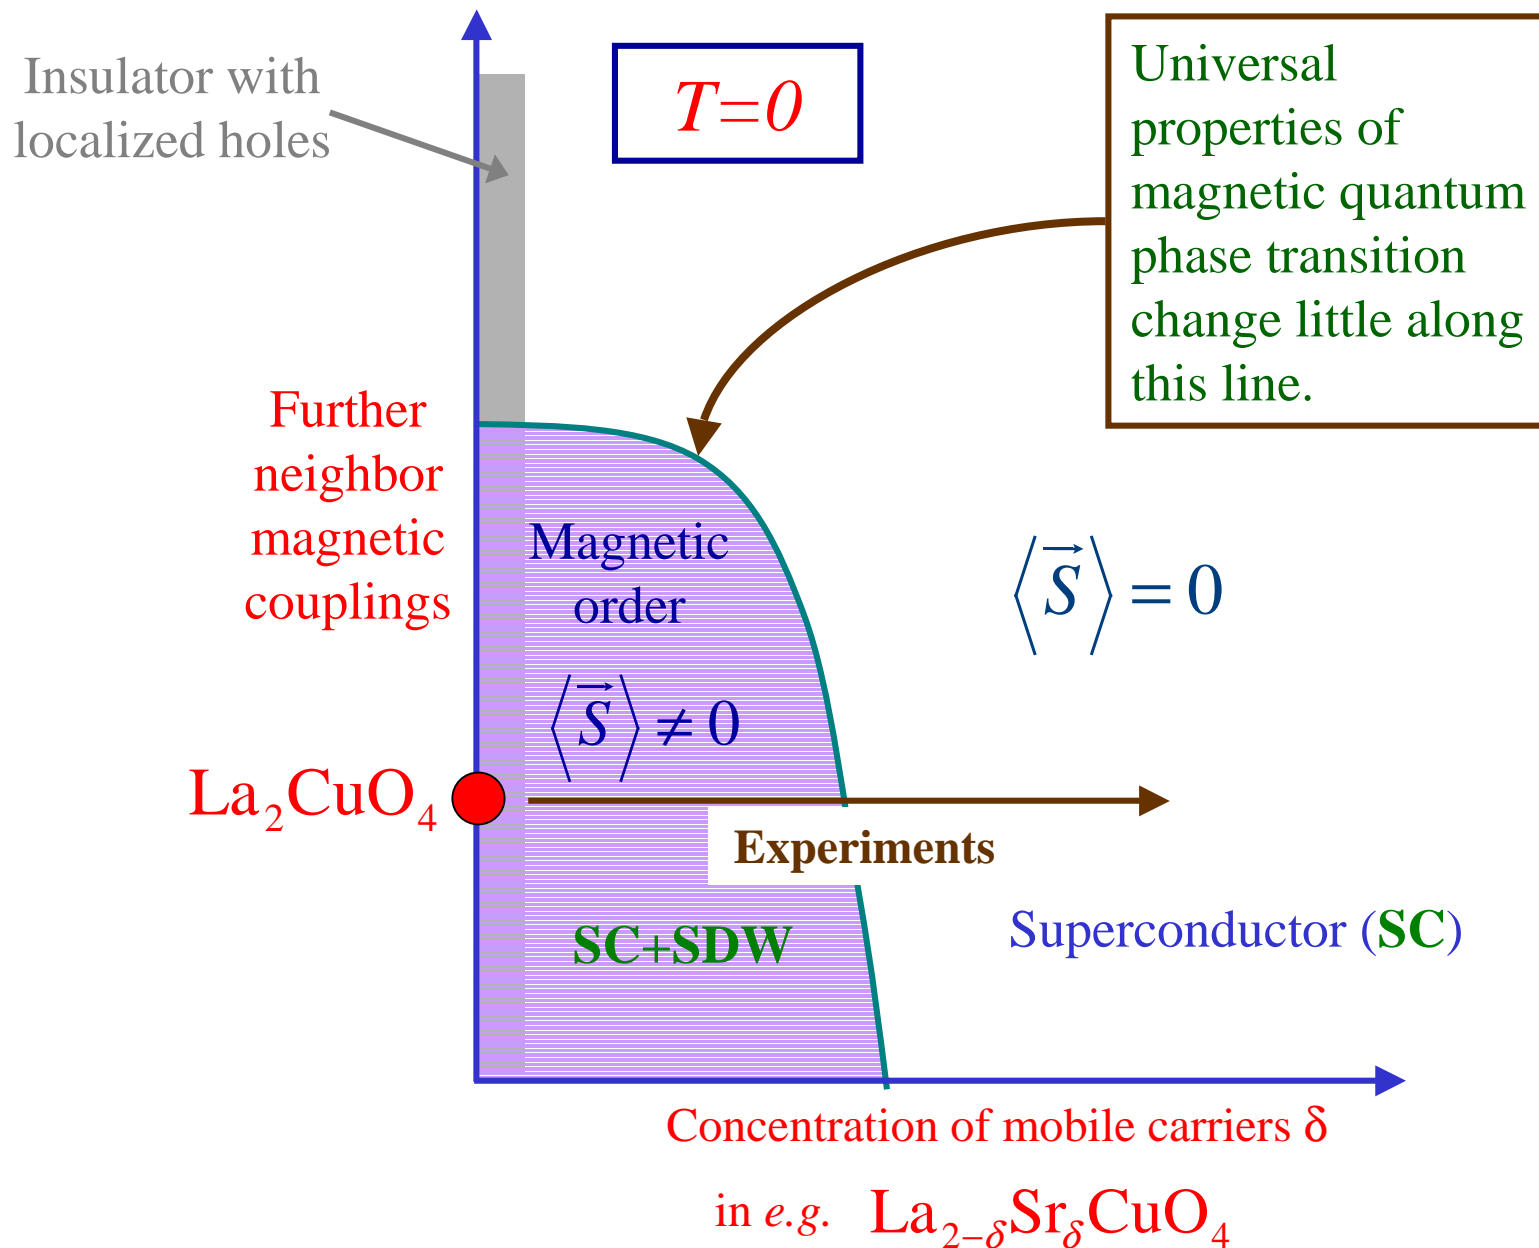 Insulator with
localized holes
T=0
Universal
properties of
magnetic quantum
phase transition
change little along
this line.
Further
neighbor
magnetic
couplings
Magnetic
order
⟨S⃗⟩ ≠ 0
⟨S⃗⟩ = 0
La₂CuO₄
Experiments
SC+SDW
Superconductor (SC)
Concentration of mobile carriers δ
in e.g. La₂₋δSrδCuO₄